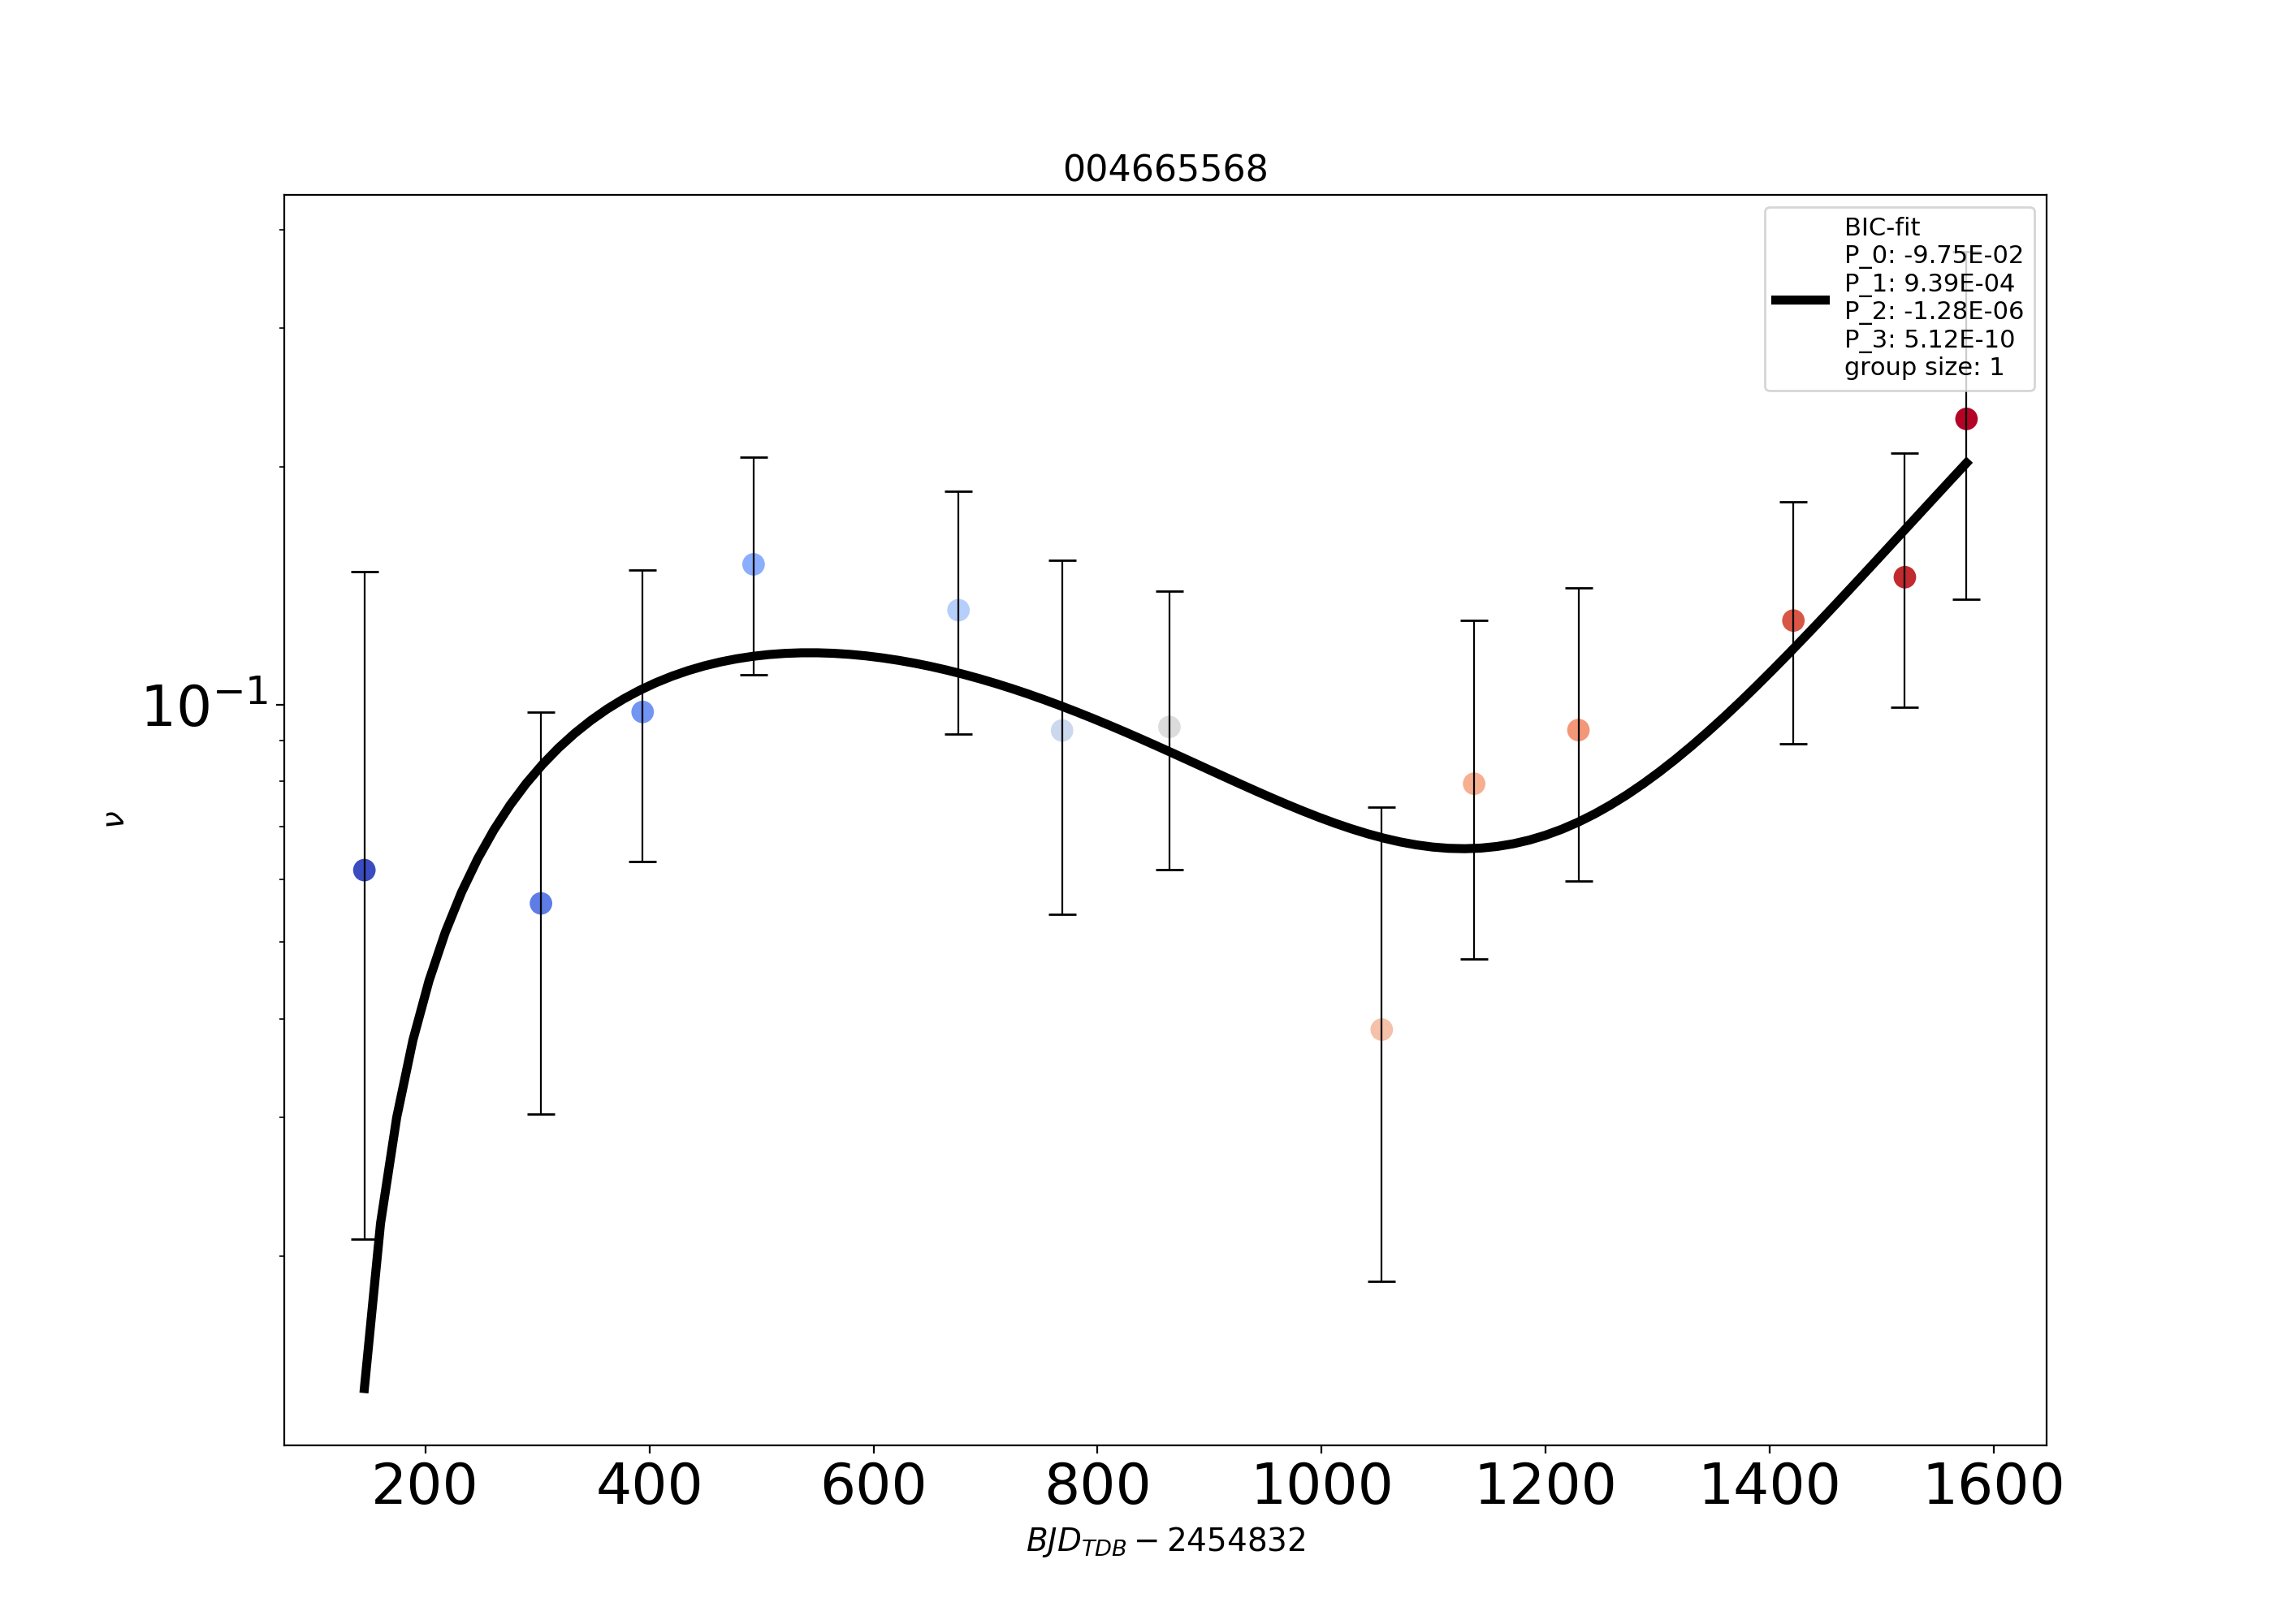 004665568
BIC-fit
P_0: -9.75E-02
P_1: 9.39E-04
P_2: -1.28E-06
P_3: 5.12E-10
group size: 1
10⁻¹
ν
200 400 600 800 1000 1200 1400 1600
BJD_TDB − 2454832